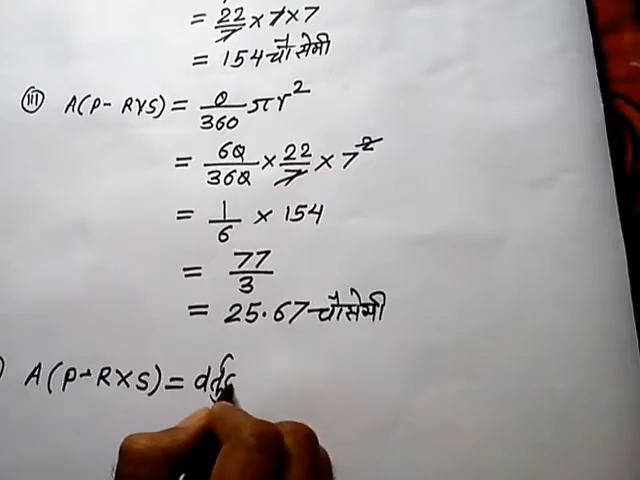 = 22/7 × 7 × 7
= 154 चौसेमी
(iii) A(P- RYS) = θ/360 πr²
= 60/360 × 22/7 × 7²
= 1/6 × 154
= 77/3
= 25.67 चौसेमी
) A(P-RXS) =